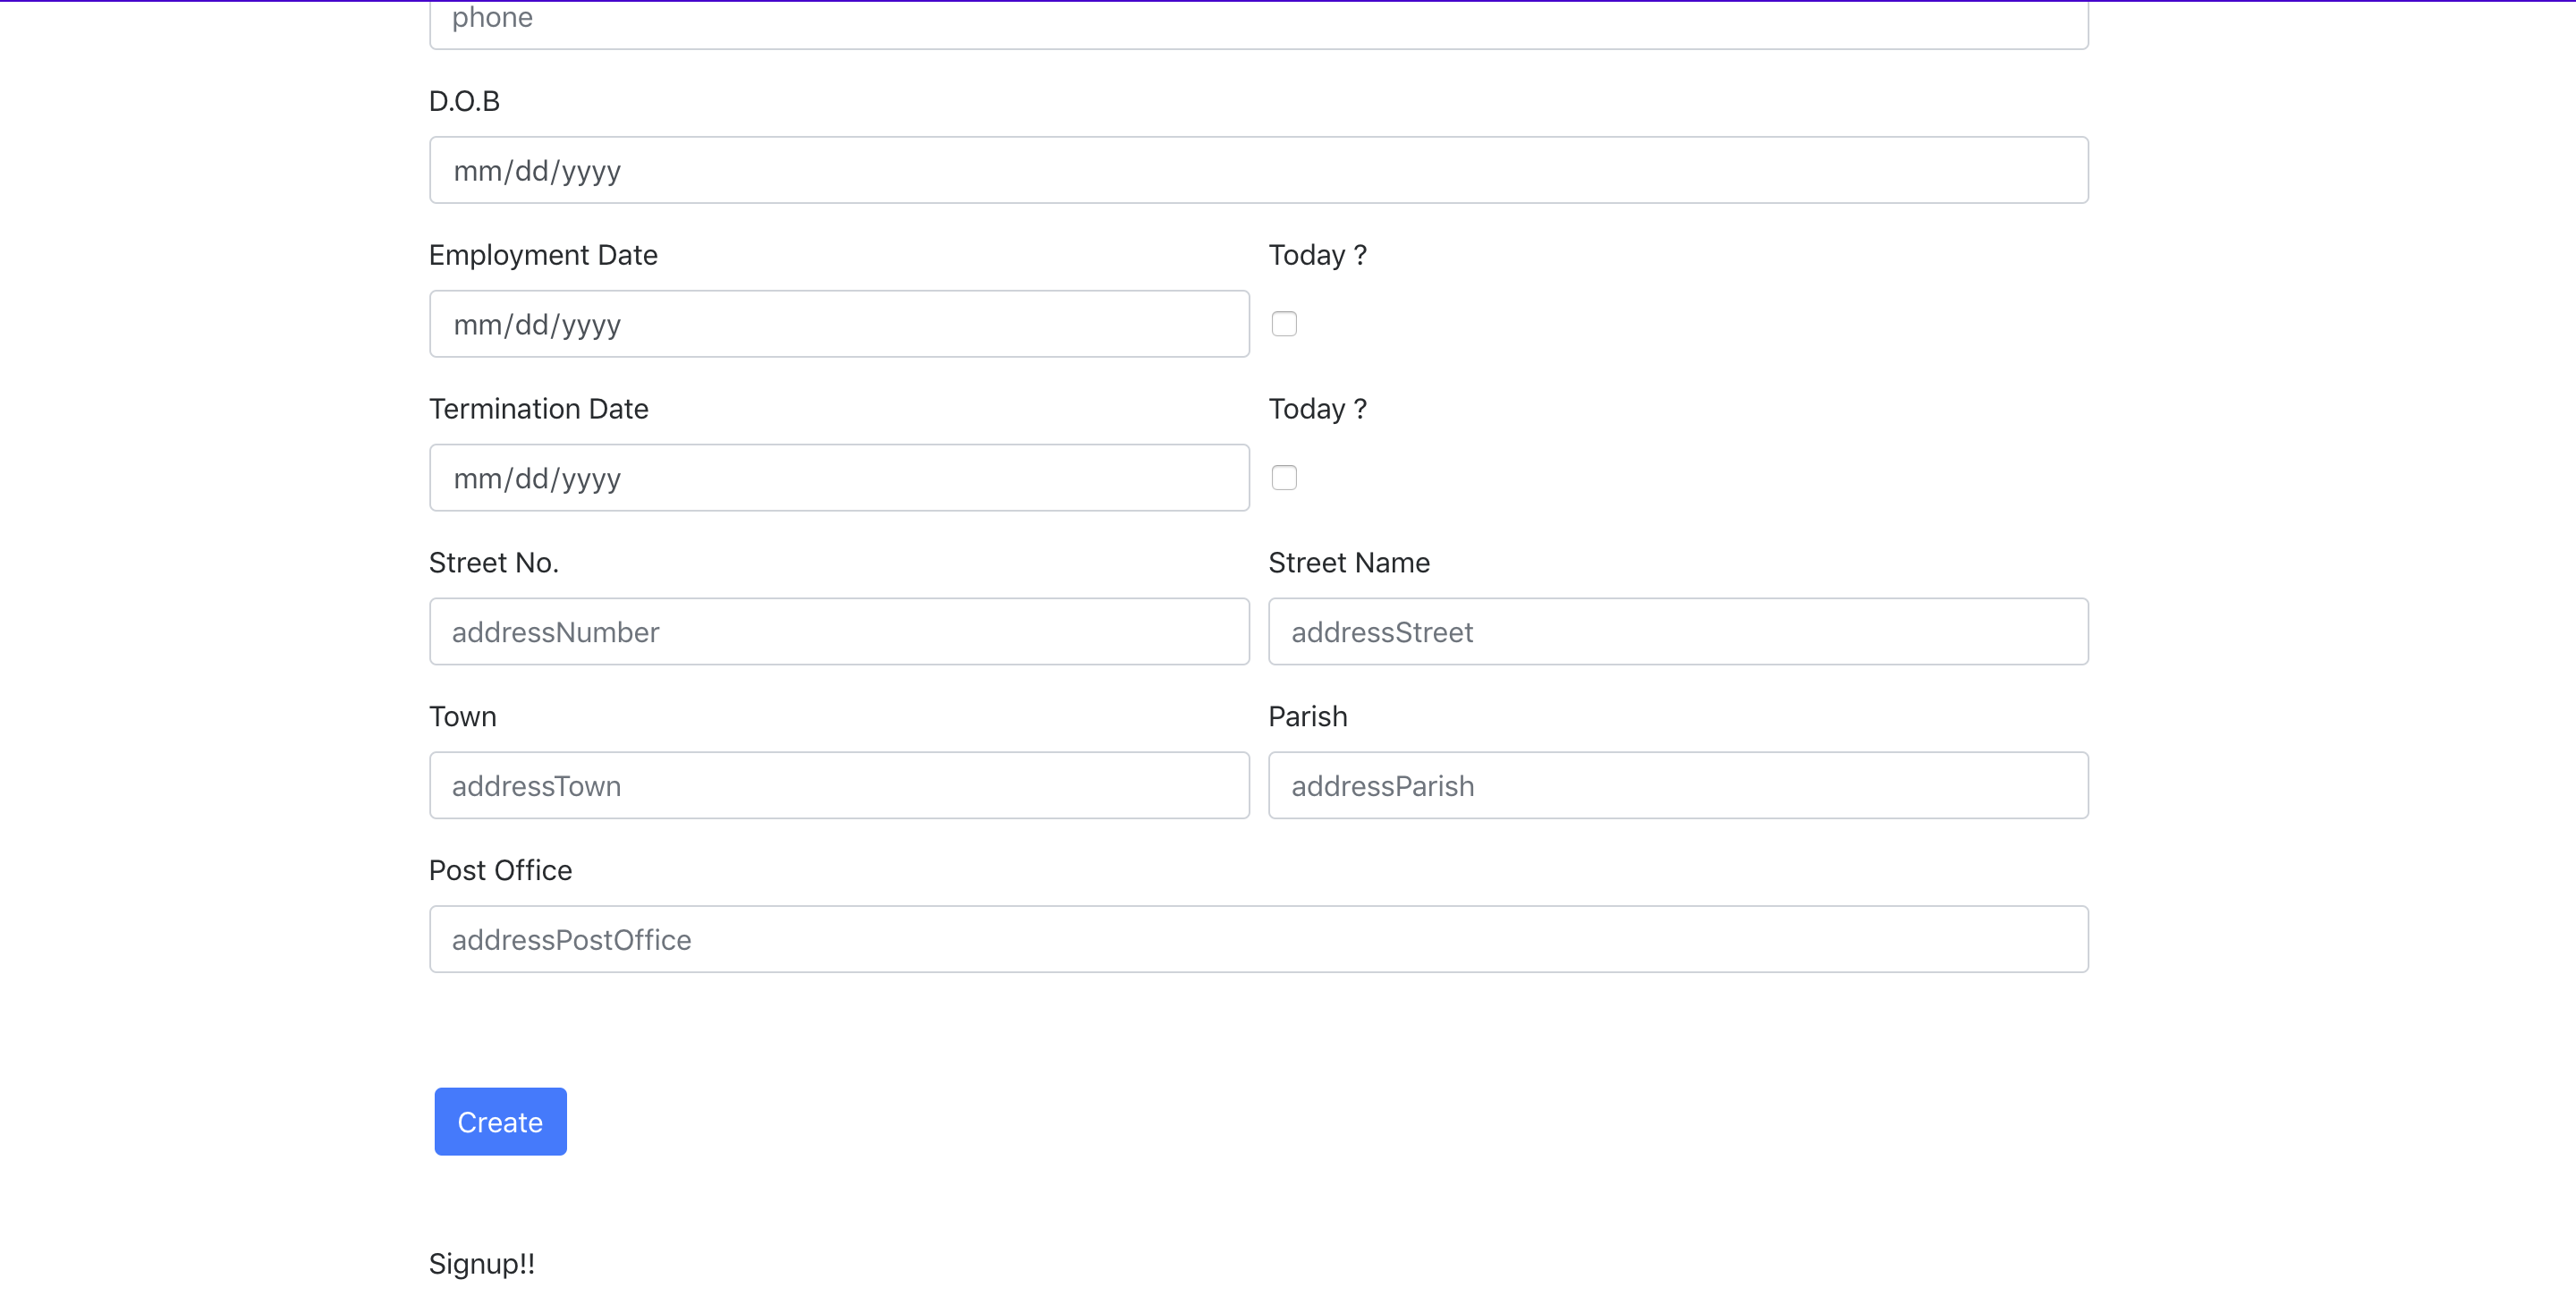 phone
D.O.B
mm/dd/yyyy
Employment Date
Today ?
mm/dd/yyyy
Termination Date
Today ?
mm/dd/yyyy
Street No.
Street Name
addressNumber
addressStreet
Town
Parish
addressTown
addressParish
Post Office
addressPostOffice
Create
Signup!!